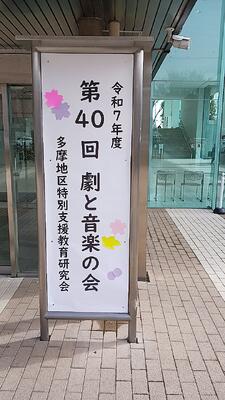 令和7年度
第40回 劇と音楽の会
多摩地区特別支援教育研究会